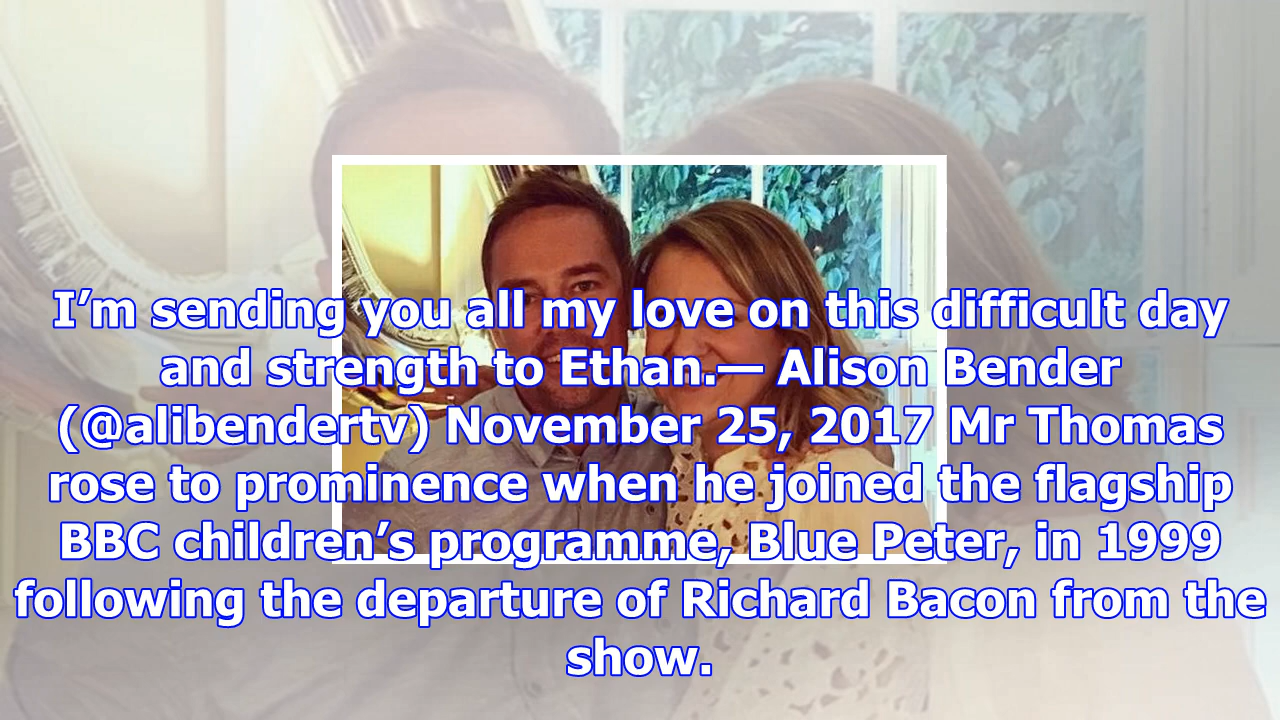 I’m sending you all my love on this difficult day
and strength to Ethan.— Alison Bender
(@alibendertv) November 25, 2017 Mr Thomas
rose to prominence when he joined the flagship
BBC children’s programme, Blue Peter, in 1999
following the departure of Richard Bacon from the
show.